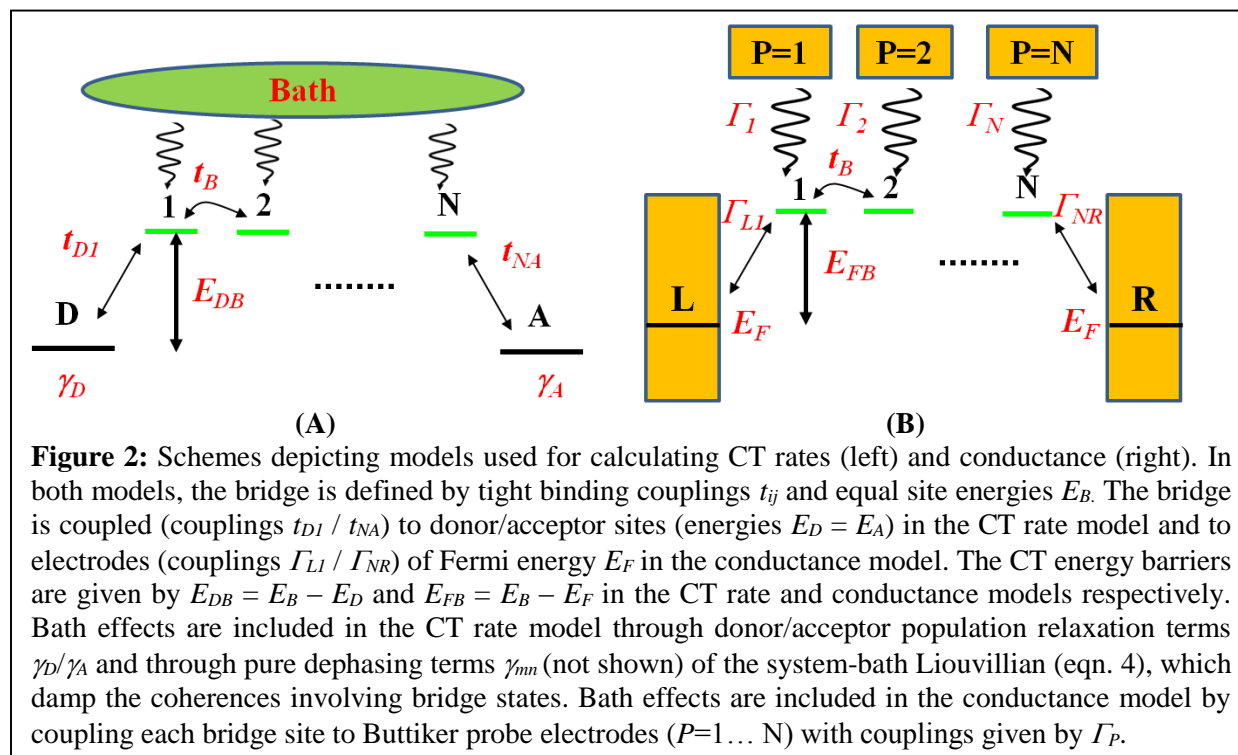 Bath
t_B
1 2 N
t_D1 t_NA
E_DB
D A
γ_D γ_A
(A)
P=1 P=2 P=N
Γ_1 Γ_2 Γ_N
t_B
1 2 N
Γ_L1 Γ_NR
E_FB
L R
E_F E_F
(B)
Figure 2: Schemes depicting models used for calculating CT rates (left) and conductance (right). In
both models, the bridge is defined by tight binding couplings t_ij and equal site energies E_B. The bridge
is coupled (couplings t_D1 / t_NA) to donor/acceptor sites (energies E_D = E_A) in the CT rate model and to
electrodes (couplings Γ_L1 / Γ_NR) of Fermi energy E_F in the conductance model. The CT energy barriers
are given by E_DB = E_B – E_D and E_FB = E_B – E_F in the CT rate and conductance models respectively.
Bath effects are included in the CT rate model through donor/acceptor population relaxation terms
γ_D/γ_A and through pure dephasing terms γ_mn (not shown) of the system-bath Liouvillian (eqn. 4), which
damp the coherences involving bridge states. Bath effects are included in the conductance model by
coupling each bridge site to Buttiker probe electrodes (P=1… N) with couplings given by Γ_P.